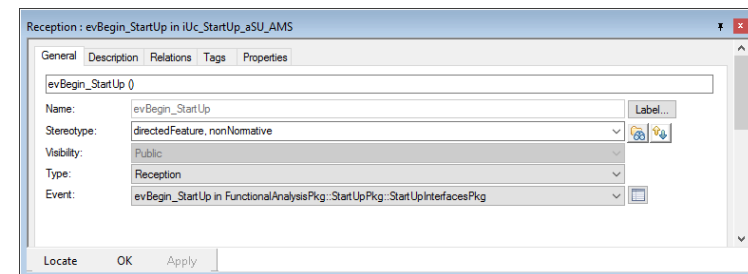 Reception : evBegin_StartUp in iUc_StartUp_aSU_AMS
General Description Relations Tags Properties
evBegin_StartUp ()
Name: evBegin_StartUp Label...
Stereotype: directedFeature, nonNormative
Visibility: Public
Type: Reception
Event: evBegin_StartUp in FunctionalAnalysisPkg::StartUpPkg::StartUpInterfacesPkg
Locate OK Apply